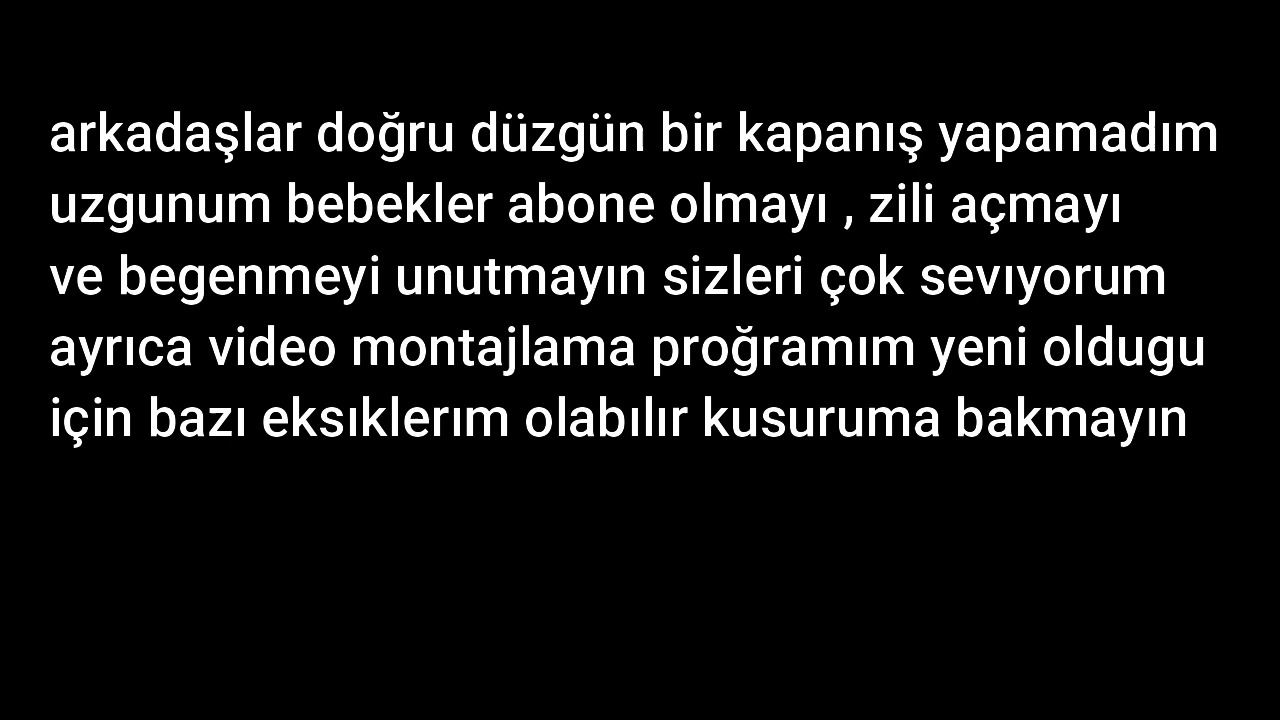 arkadaşlar doğru düzgün bir kapanış yapamadım
uzgunum bebekler abone olmayı , zili açmayı
ve begenmeyi unutmayın sizleri çok sevıyorum
ayrıca video montajlama proğramım yeni oldugu
için bazı eksıklerım olabılır kusuruma bakmayın